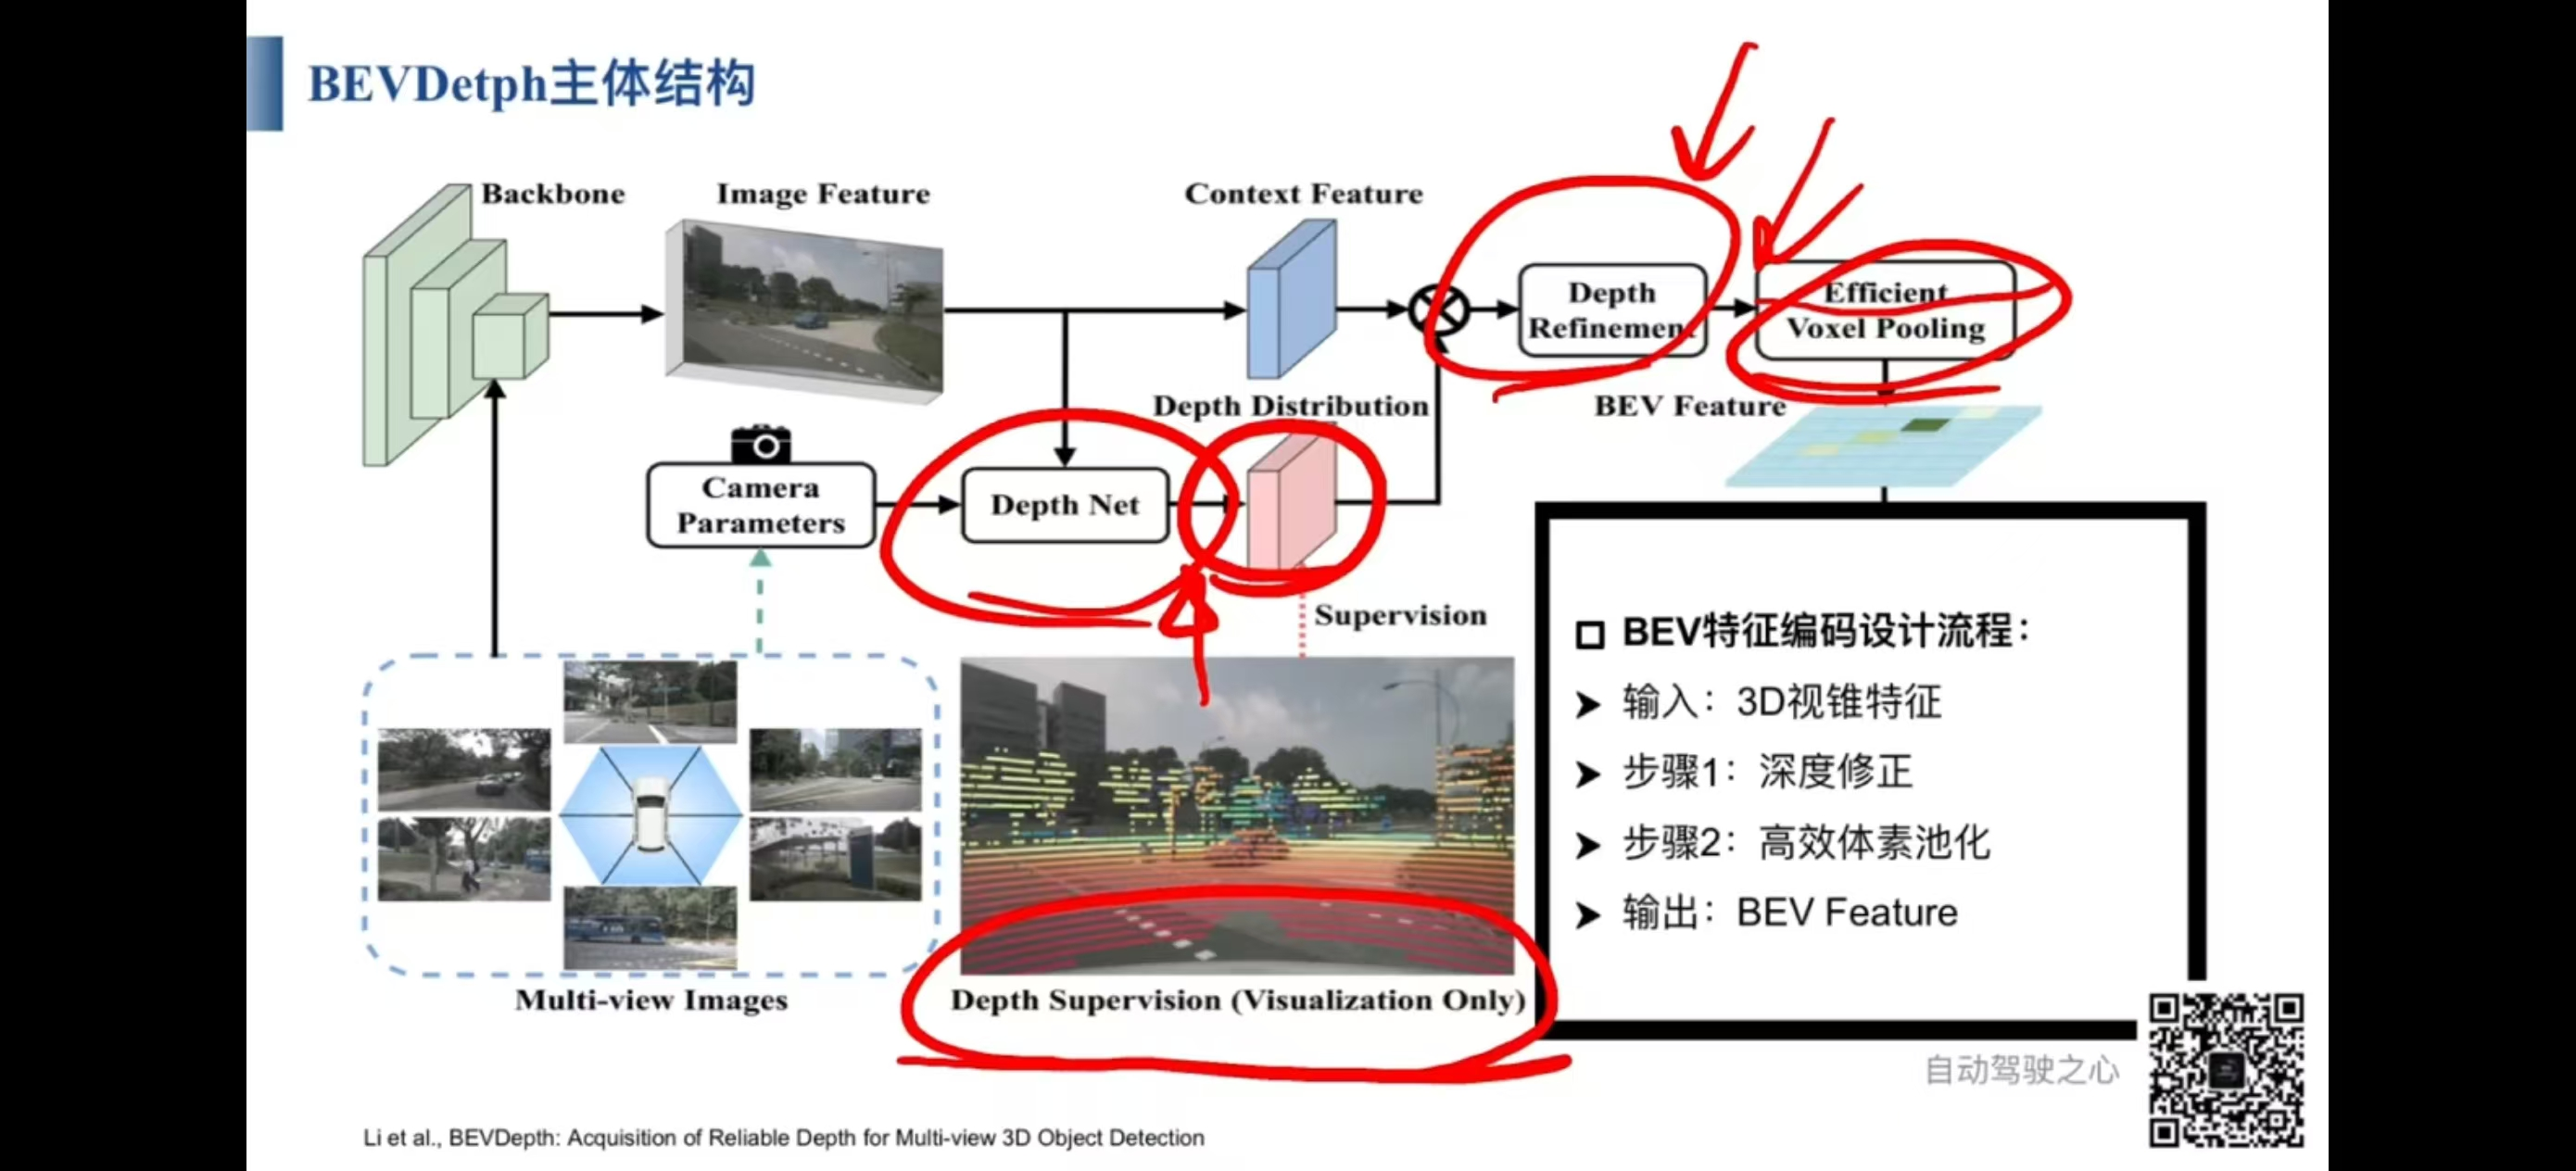 BEVDetph主体结构
Backbone
Image Feature
Context Feature
Depth
Refinement
Efficient
Voxel Pooling
Depth Distribution
BEV Feature
Camera
Parameters
Depth Net
Supervision
Multi-view Images
Depth Supervision (Visualization Only)
BEV特征编码设计流程：
输入：3D视锥特征
步骤1：深度修正
步骤2：高效体素池化
输出：BEV Feature
自动驾驶之心
Li et al., BEVDepth: Acquisition of Reliable Depth for Multi-view 3D Object Detection